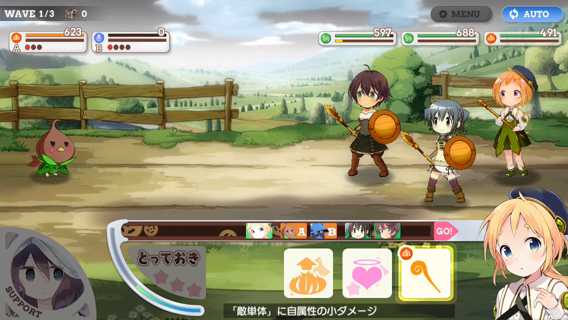 WAVE 1/3 0
MENU AUTO
623 0 597 688 491
A B
A B GO!
とっておき
SUPPORT
「敵単体」に自属性の小ダメージ